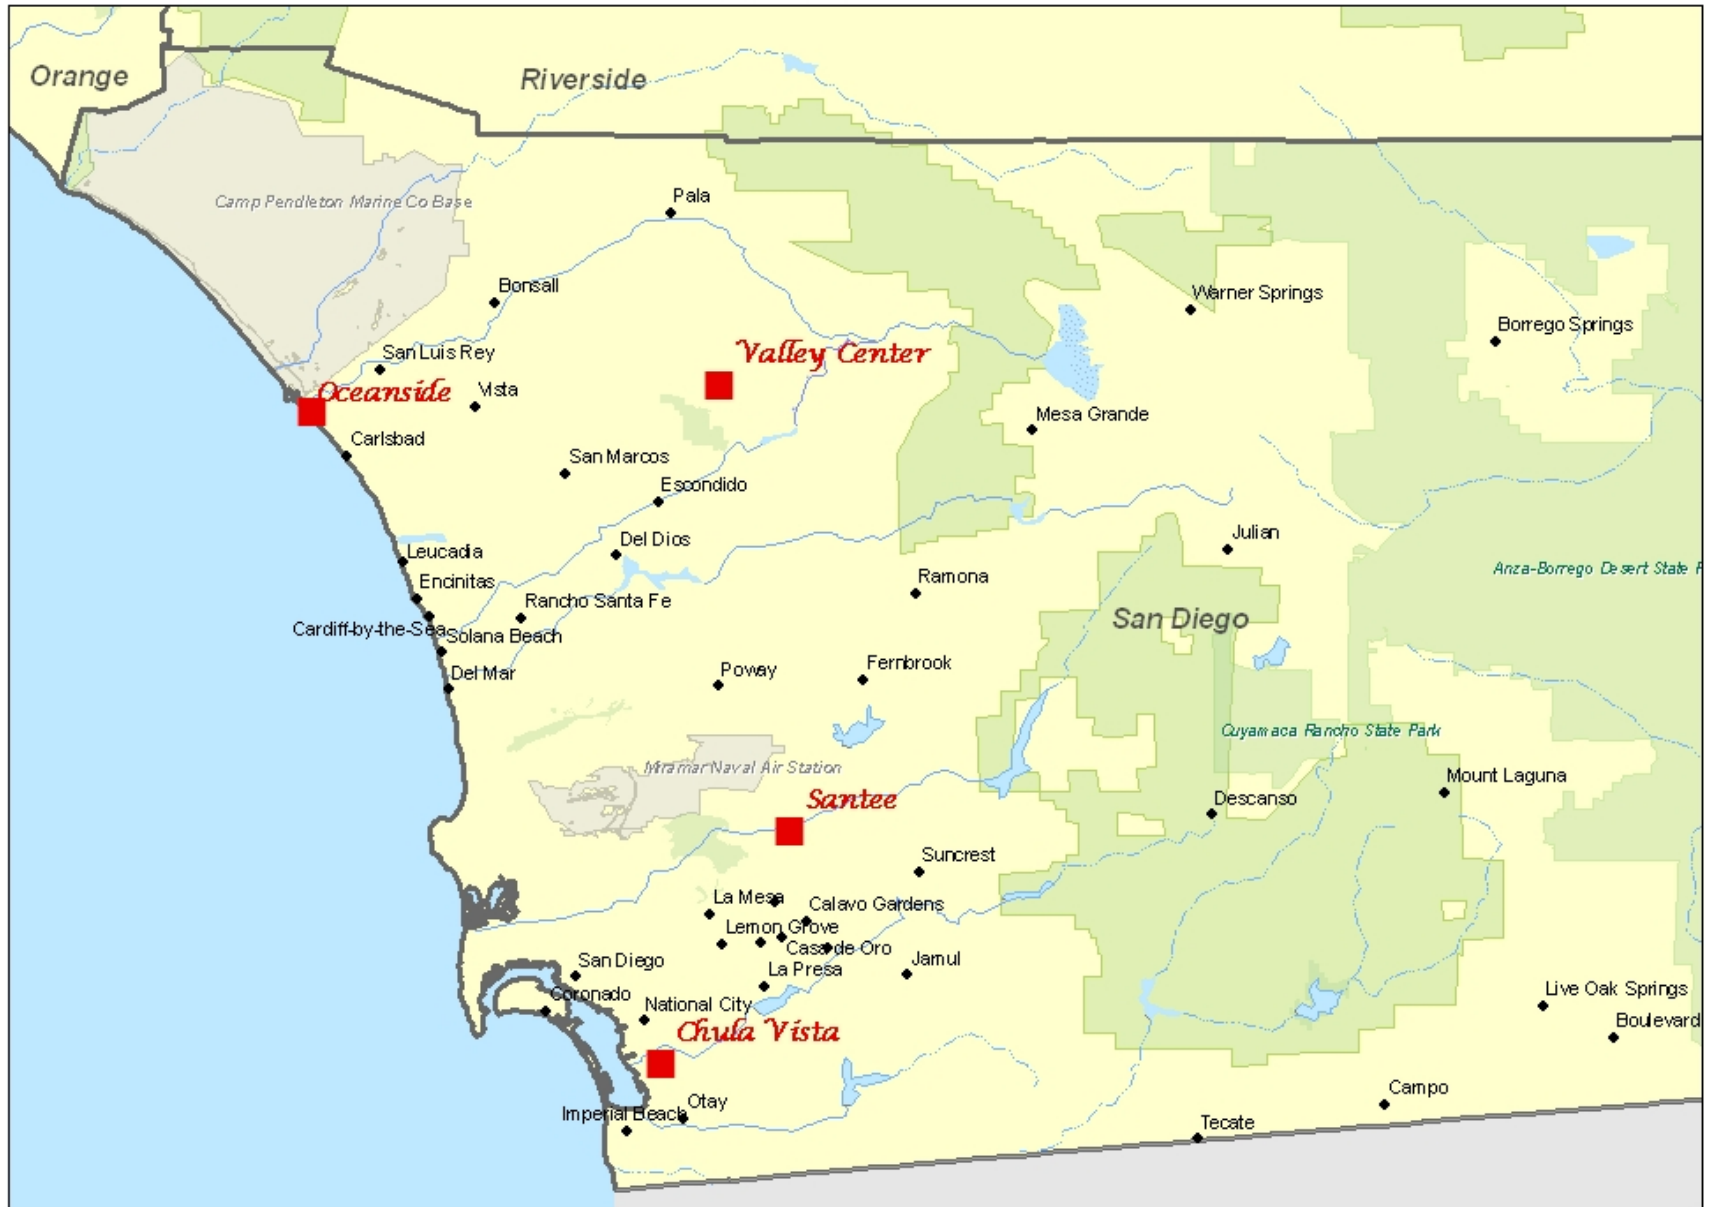 Orange
Riverside
Camp Pendleton Marine Co Base
Pala
Bonsall
Warner Springs
Borrego Springs
San Luis Rey
Valley Center
Oceanside
Vista
Mesa Grande
Carlsbad
San Marcos
Escondido
Julian
Del Dios
Leucadia
Anza-Borrego Desert State P
Ramona
Encinitas
Rancho Santa Fe
San Diego
Cardiff-by-the-Sea
Solana Beach
Fernbrook
Poway
Del Mar
Cuyamaca Rancho State Park
Miramar Naval Air Station
Mount Laguna
Santee
Descanso
Suncrest
La Mesa
Calavo Gardens
Lemon Grove
Casa de Oro
Jamul
San Diego
La Presa
Live Oak Springs
Coronado
National City
Boulevard
Chula Vista
Campo
Otay
Imperial Beach
Tecate